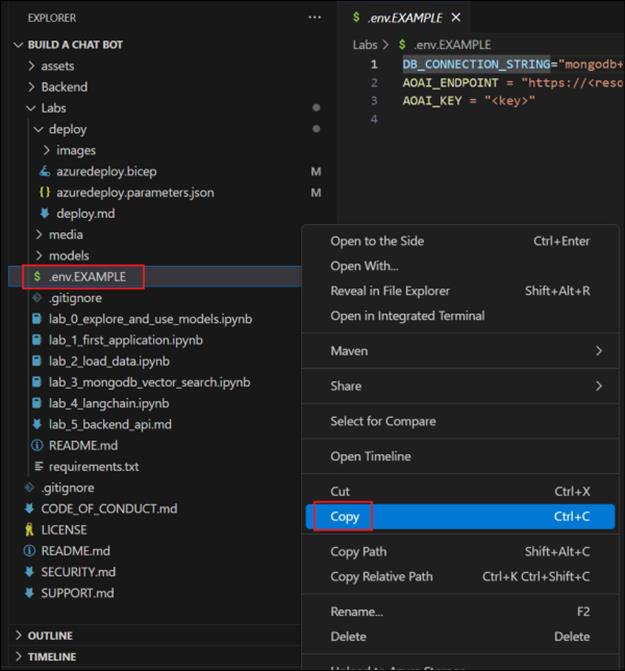 EXPLORER
BUILD A CHAT BOT
assets
Backend
Labs
deploy
images
azuredeploy.bicep M
{} azuredeploy.parameters.json M
deploy.md
media
models
$ .env.EXAMPLE
.gitignore
lab_0_explore_and_use_models.ipynb
lab_1_first_application.ipynb
lab_2_load_data.ipynb
lab_3_mongodb_vector_search.ipynb
lab_4_langchain.ipynb
lab_5_backend_api.md
README.md
requirements.txt
.gitignore
CODE_OF_CONDUCT.md
LICENSE
README.md
SECURITY.md
SUPPORT.md
OUTLINE
TIMELINE
$ .env.EXAMPLE
Labs > $ .env.EXAMPLE
1 DB_CONNECTION_STRING="mongodb+
2 AOAI_ENDPOINT = "https://<reso
3 AOAI_KEY = "<key>"
4
Open to the Side Ctrl+Enter
Open With...
Reveal in File Explorer Shift+Alt+R
Open in Integrated Terminal
Maven
Share
Select for Compare
Open Timeline
Cut Ctrl+X
Copy Ctrl+C
Copy Path Shift+Alt+C
Copy Relative Path Ctrl+K Ctrl+Shift+C
Rename... F2
Delete Delete
Upload to Azure Storage